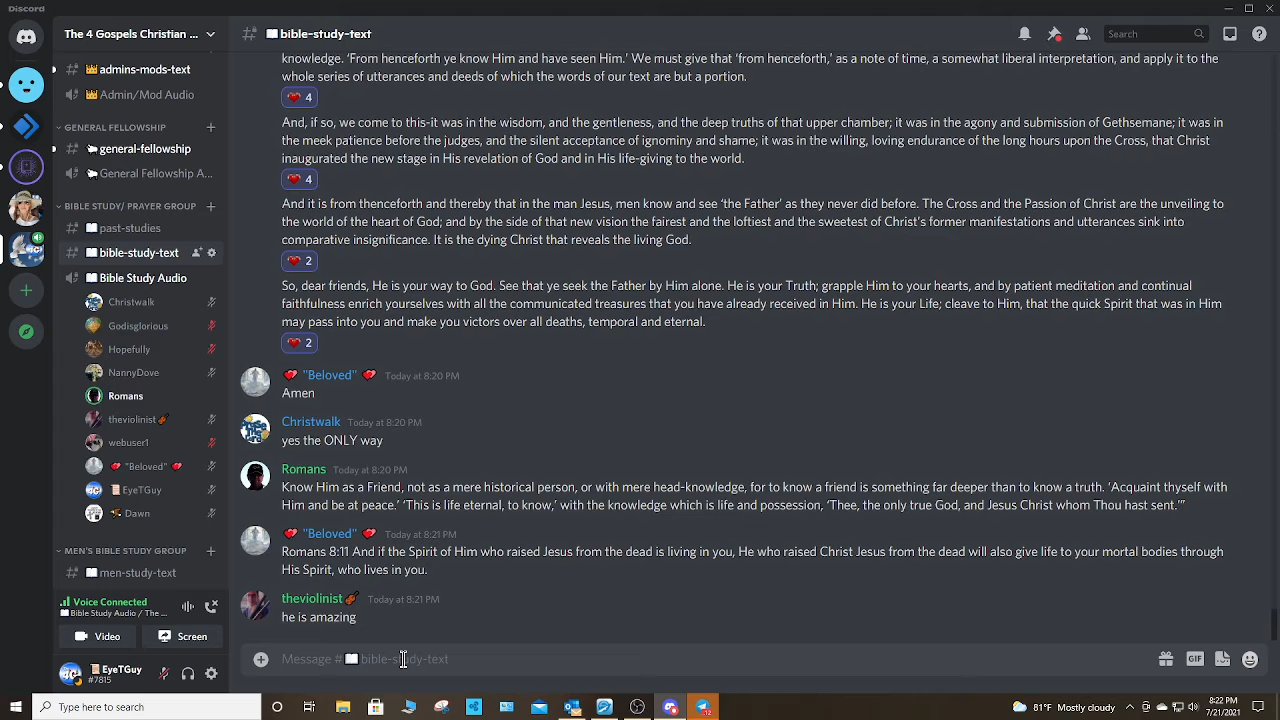 Discord
The 4 Gospels Christian ...
bible-study-text
Search
admins-mods-text
Admin/Mod Audio
GENERAL FELLOWSHIP
general-fellowship
General Fellowship A...
BIBLE STUDY/ PRAYER GROUP
past-studies
bible-study-text
Bible Study Audio
Christwalk
Godisglorious
Hopefully
NannyDove
Romans
theviolinist
webuser1
"Beloved"
EyeTGuy
Dawn
MEN'S BIBLE STUDY GROUP
men-study-text
Voice Connected
Bible Study Audio / The ...
Video
Screen
EyeTGuy
#7815
knowledge. ‘From henceforth ye know Him and have seen Him.’ We must give that ‘from henceforth,’ as a note of time, a somewhat liberal interpretation, and apply it to the
whole series of utterances and deeds of which the words of our text are but a portion.
4
And, if so, we come to this-it was in the wisdom, and the gentleness, and the deep truths of that upper chamber; it was in the agony and submission of Gethsemane; it was in
the meek patience before the judges, and the silent acceptance of ignominy and shame; it was in the willing, loving endurance of the long hours upon the Cross, that Christ
inaugurated the new stage in His revelation of God and in His life-giving to the world.
4
And it is from thenceforth and thereby that in the man Jesus, men know and see ‘the Father’ as they never did before. The Cross and the Passion of Christ are the unveiling to
the world of the heart of God; and by the side of that new vision the fairest and the loftiest and the sweetest of Christ's former manifestations and utterances sink into
comparative insignificance. It is the dying Christ that reveals the living God.
2
So, dear friends, He is your way to God. See that ye seek the Father by Him alone. He is your Truth; grapple Him to your hearts, and by patient meditation and continual
faithfulness enrich yourselves with all the communicated treasures that you have already received in Him. He is your Life; cleave to Him, that the quick Spirit that was in Him
may pass into you and make you victors over all deaths, temporal and eternal.
2
"Beloved" Today at 8:20 PM
Amen
Christwalk Today at 8:20 PM
yes the ONLY way
Romans Today at 8:20 PM
Know Him as a Friend, not as a mere historical person, or with mere head-knowledge, for to know a friend is something far deeper than to know a truth. ‘Acquaint thyself with
Him and be at peace.’ ‘This is life eternal, to know,’ with the knowledge which is life and possession, ‘Thee, the only true God, and Jesus Christ whom Thou hast sent.’”
"Beloved" Today at 8:21 PM
Romans 8:11 And if the Spirit of Him who raised Jesus from the dead is living in you, He who raised Christ Jesus from the dead will also give life to your mortal bodies through
His Spirit, who lives in you.
theviolinist Today at 8:21 PM
he is amazing
Message # bible-study-text
GIF
Type here to search
12
81°F Mostly cloudy
8:22 PM
7/21/2021